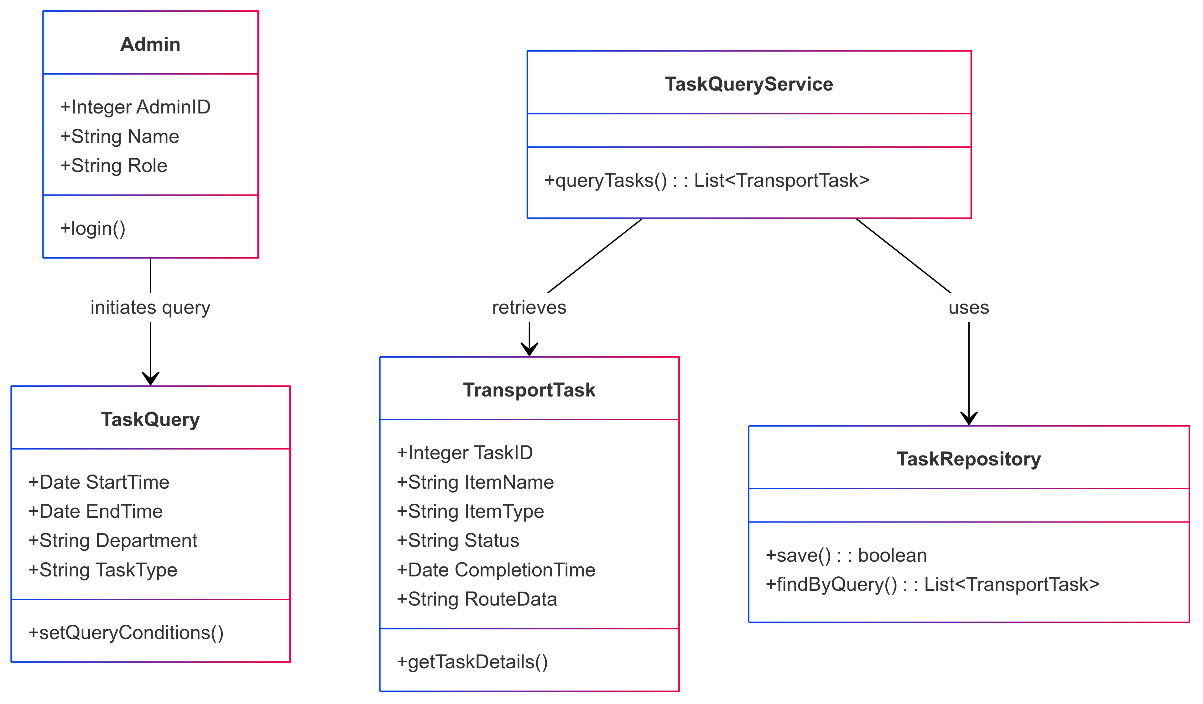 Admin
+Integer AdminID
+String Name
+String Role
+login()
initiates query
TaskQuery
+Date StartTime
+Date EndTime
+String Department
+String TaskType
+setQueryConditions()
TaskQueryService
+queryTasks() : : List<TransportTask>
retrieves
uses
TransportTask
+Integer TaskID
+String ItemName
+String ItemType
+String Status
+Date CompletionTime
+String RouteData
+getTaskDetails()
TaskRepository
+save() : : boolean
+findByQuery() : : List<TransportTask>